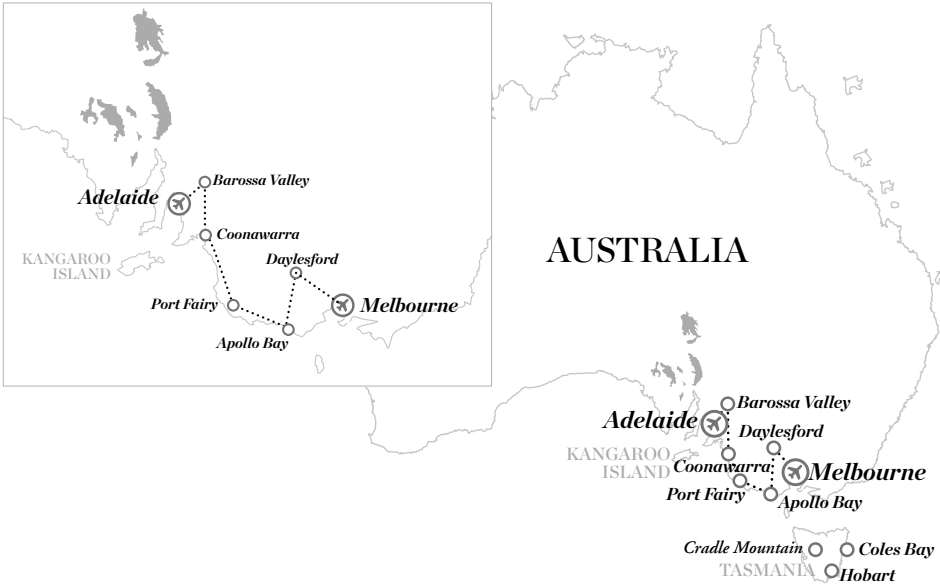 Barossa Valley
Adelaide
Coonawarra
KANGAROO
ISLAND
Daylesford
Port Fairy
Melbourne
Apollo Bay
AUSTRALIA
Barossa Valley
Adelaide
Daylesford
KANGAROO
ISLAND
Coonawarra
Melbourne
Port Fairy
Apollo Bay
Cradle Mountain
Coles Bay
TASMANIA
Hobart